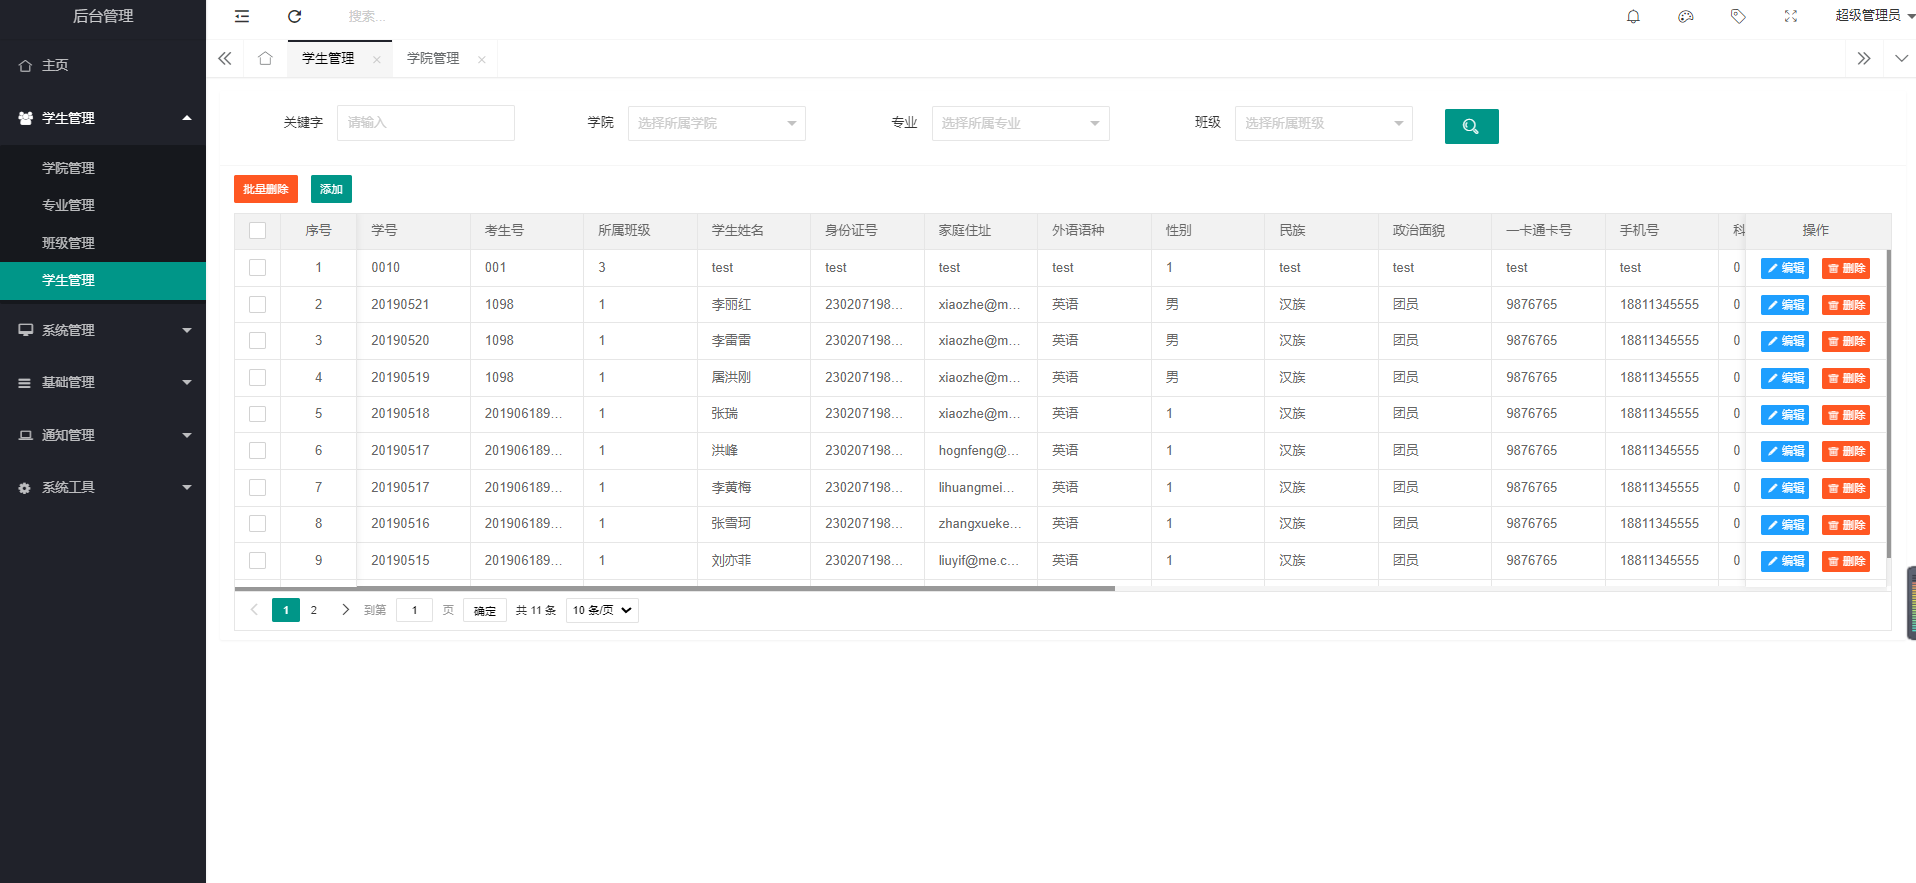 后台管理
搜索...
超级管理员
主页
学生管理
学院管理
专业管理
班级管理
学生管理
系统管理
基础管理
通知管理
系统工具
学生管理 学院管理
关键字 请输入 学院 选择所属学院 专业 选择所属专业 班级 选择所属班级
批量删除 添加
序号 学号 考生号 所属班级 学生姓名 身份证号 家庭住址 外语语种 性别 民族 政治面貌 一卡通卡号 手机号 科 操作
1 0010 001 3 test test test test 1 test test test test 0 编辑 删除
2 20190521 1098 1 李丽红 230207198... xiaozhe@m... 英语 男 汉族 团员 9876765 18811345555 0 编辑 删除
3 20190520 1098 1 李雷雷 230207198... xiaozhe@m... 英语 男 汉族 团员 9876765 18811345555 0 编辑 删除
4 20190519 1098 1 屠洪刚 230207198... xiaozhe@m... 英语 男 汉族 团员 9876765 18811345555 0 编辑 删除
5 20190518 201906189... 1 张瑞 230207198... xiaozhe@m... 英语 1 汉族 团员 9876765 18811345555 0 编辑 删除
6 20190517 201906189... 1 洪峰 230207198... hognfeng@... 英语 1 汉族 团员 9876765 18811345555 0 编辑 删除
7 20190517 201906189... 1 李黄梅 230207198... lihuangmei... 英语 1 汉族 团员 9876765 18811345555 0 编辑 删除
8 20190516 201906189... 1 张雪珂 230207198... zhangxueke... 英语 1 汉族 团员 9876765 18811345555 0 编辑 删除
9 20190515 201906189... 1 刘亦菲 230207198... liuyif@me.c... 英语 1 汉族 团员 9876765 18811345555 0 编辑 删除
1 2 到第 1 页 确定 共 11 条 10 条/页